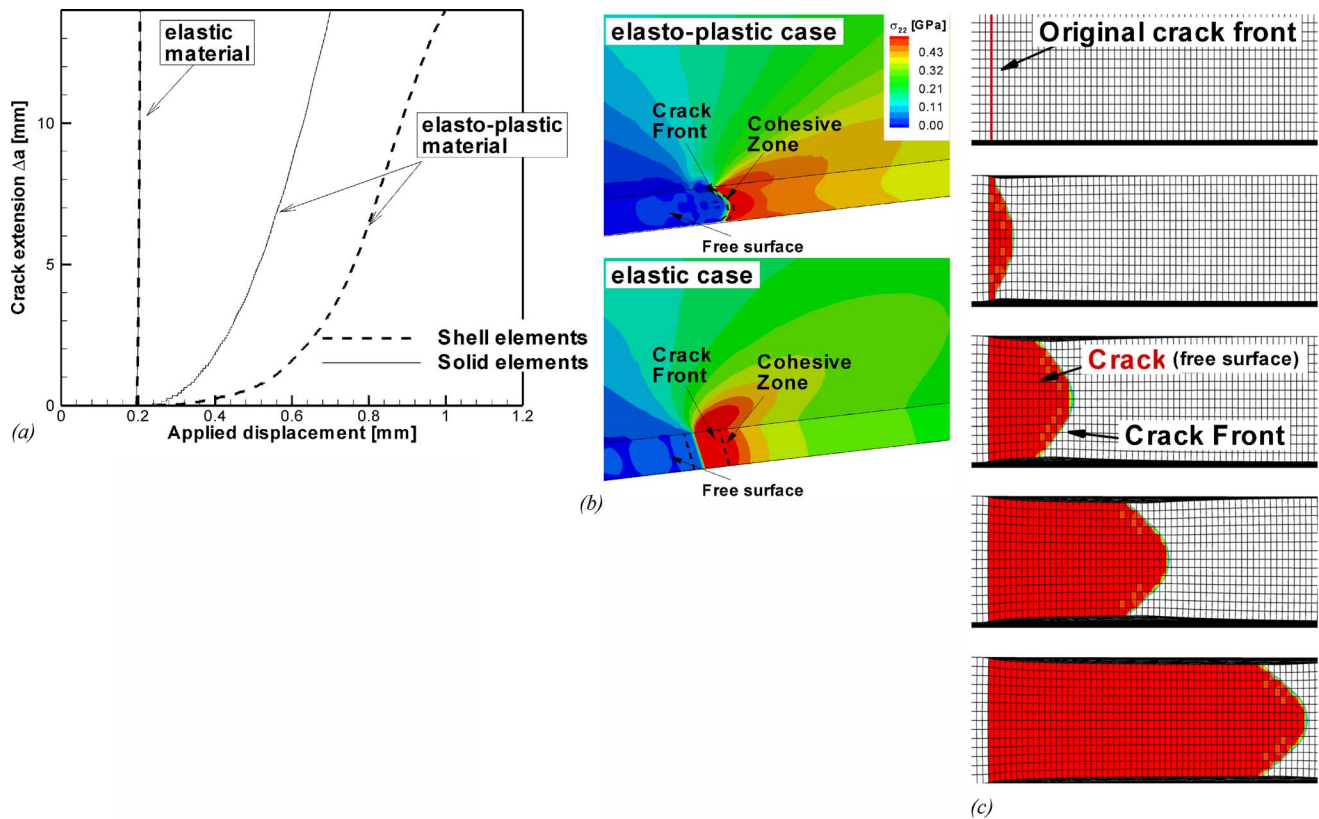 elastic
material
elasto-plastic
material
10
5
0
Crack extension Δa [mm]
Shell elements
Solid elements
0
0.2
0.4
0.6
0.8
1
1.2
Applied displacement [mm]
(a)
elasto-plastic case
σ22 [GPa]
0.43
0.32
0.21
0.11
0.00
Crack
Front
Cohesive
Zone
Free surface
elastic case
Crack
Front
Cohesive
Zone
Free surface
(b)
Original crack front
Crack (free surface)
Crack Front
(c)